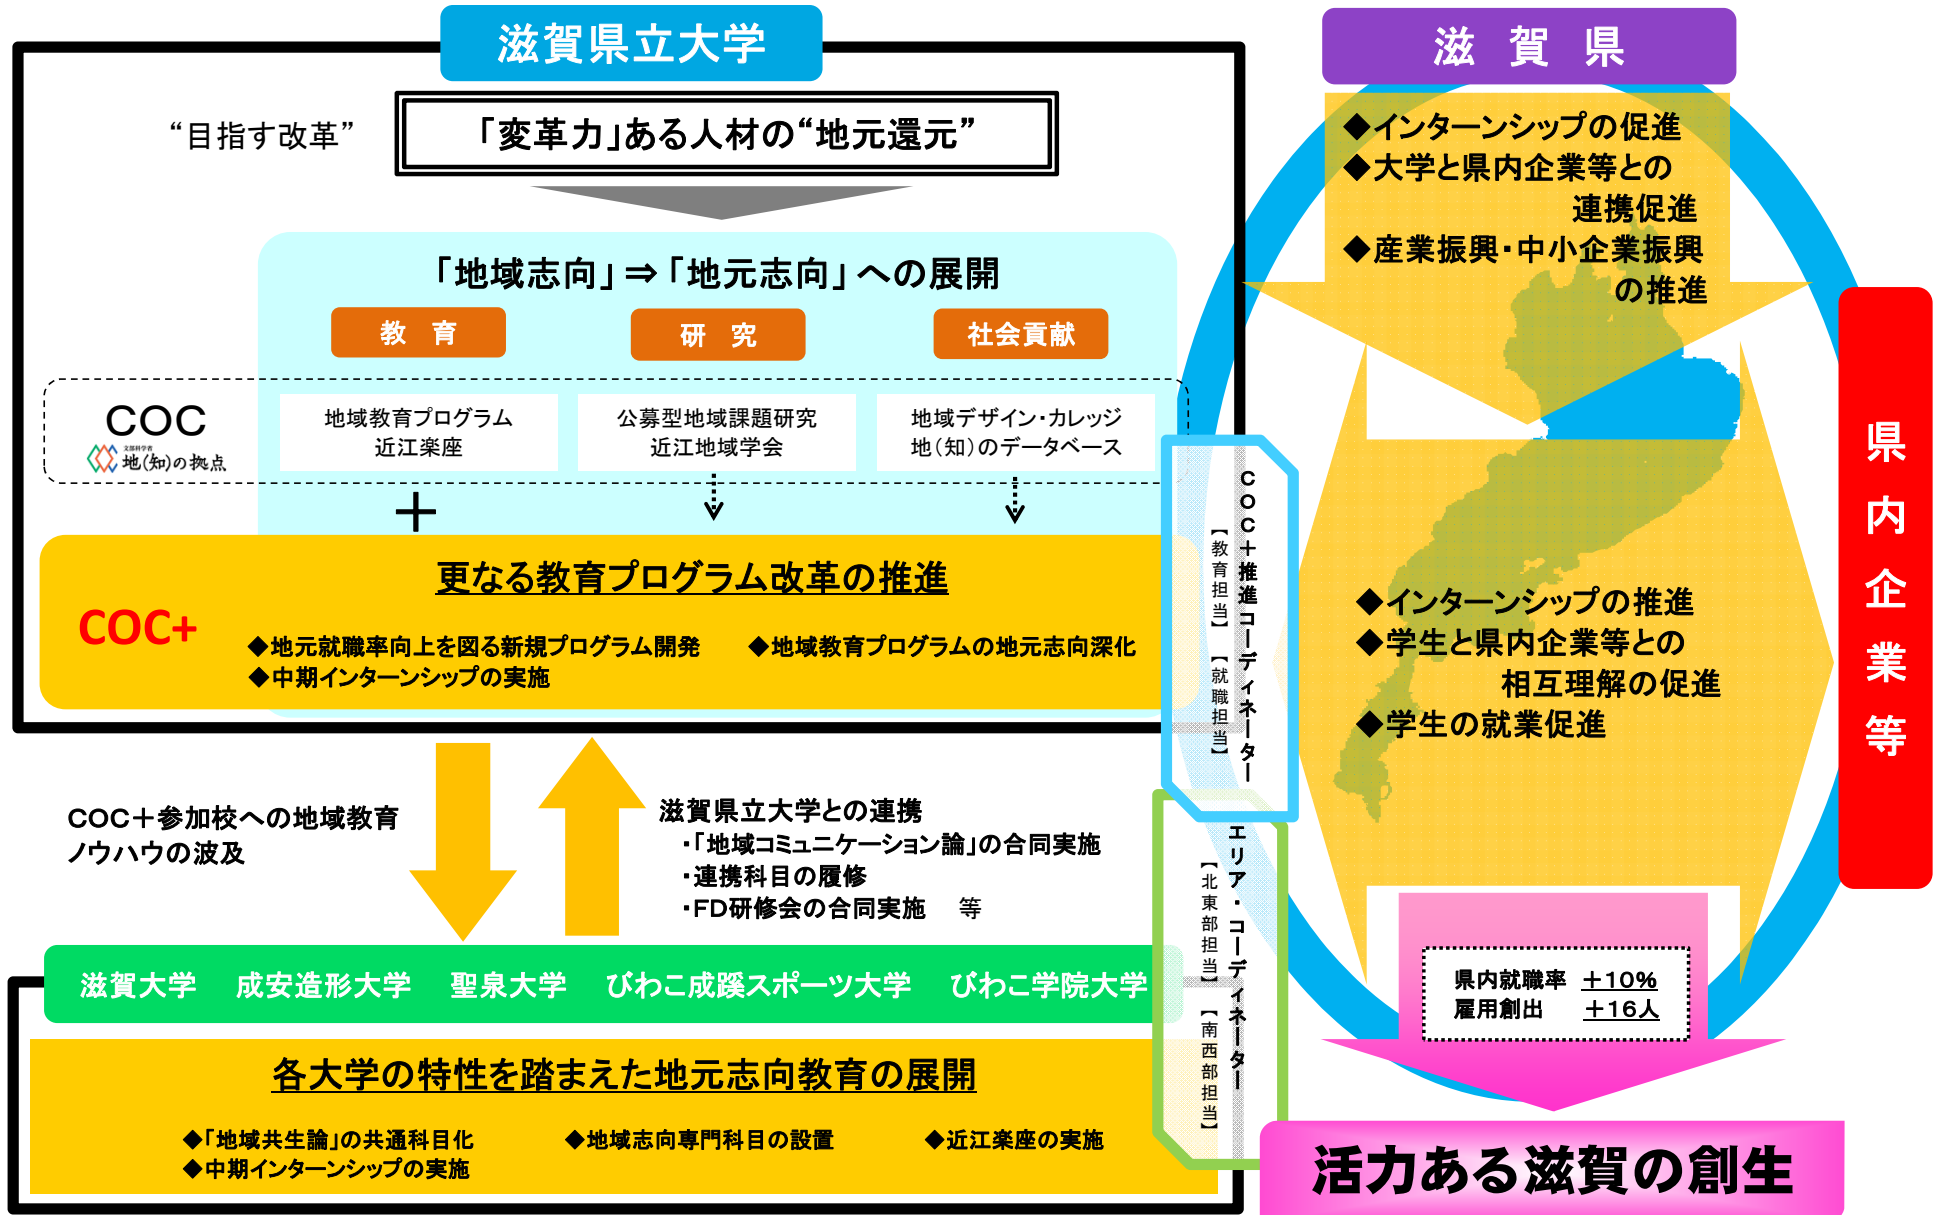 滋賀県立大学
“目指す改革”
「変革力」ある人材の“地元還元”
「地域志向」⇒「地元志向」への展開
教 育
研 究
社会貢献
COC
文部科学省
地(知)の拠点
地域教育プログラム
近江楽座
公募型地域課題研究
近江地域学会
地域デザイン・カレッジ
地(知)のデータベース
+
更なる教育プログラム改革の推進
COC+
◆地元就職率向上を図る新規プログラム開発
◆地域教育プログラムの地元志向深化
◆中期インターンシップの実施
COC+推進コーディネーター
【教育担当】
【就職担当】
COC+参加校への地域教育
ノウハウの波及
滋賀県立大学との連携
・「地域コミュニケーション論」の合同実施
・連携科目の履修
・FD研修会の合同実施 等
エリア・コーディネーター
【北東部担当】
【南西部担当】
滋賀大学 成安造形大学 聖泉大学 びわこ成蹊スポーツ大学 びわこ学院大学
各大学の特性を踏まえた地元志向教育の展開
◆「地域共生論」の共通科目化
◆地域志向専門科目の設置
◆近江楽座の実施
◆中期インターンシップの実施
滋 賀 県
◆インターンシップの促進
◆大学と県内企業等との
連携促進
◆産業振興・中小企業振興
の推進
県内企業等
◆インターンシップの推進
◆学生と県内企業等との
相互理解の促進
◆学生の就業促進
県内就職率 +10%
雇用創出 +16人
活力ある滋賀の創生